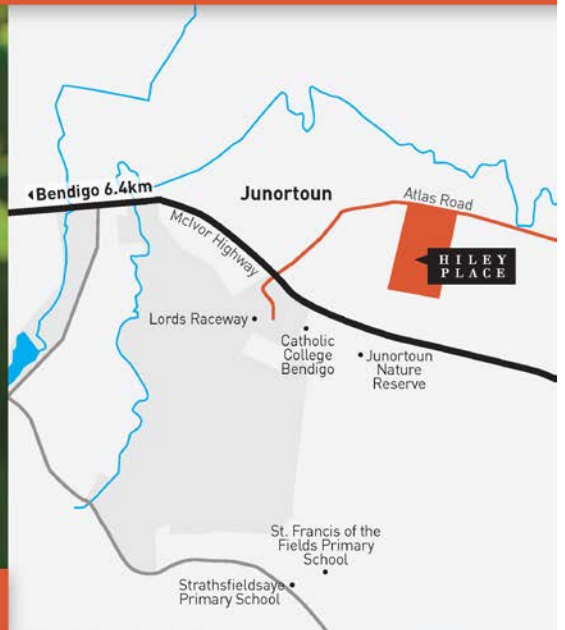 Bendigo 6.4km
Junortoun
Atlas Road
McIvor Highway
HILEY
PLACE
Lords Raceway
Catholic
College
Bendigo
Junortoun
Nature
Reserve
St. Francis of the
Fields Primary
School
Strathsfieldsaye
Primary School